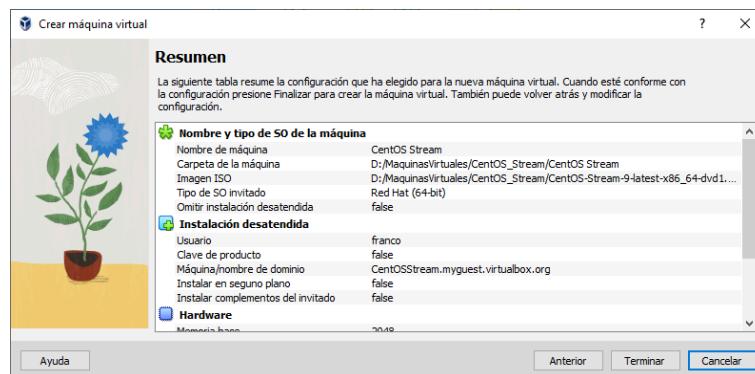 Crear máquina virtual ? ×
Resumen
La siguiente tabla resume la configuración que ha elegido para la nueva máquina virtual. Cuando esté conforme con
la configuración presione Finalizar para crear la máquina virtual. También puede volver atrás y modificar la
configuración.
Nombre y tipo de SO de la máquina
Nombre de máquina CentOS Stream
Carpeta de la máquina D:/MaquinasVirtuales/CentOS_Stream/CentOS Stream
Imagen ISO D:/MaquinasVirtuales/CentOS_Stream/CentOS-Stream-9-latest-x86_64-dvd1....
Tipo de SO invitado Red Hat (64-bit)
Omitir instalación desatendida false
Instalación desatendida
Usuario franco
Clave de producto false
Máquina/nombre de dominio CentOSStream.myguest.virtualbox.org
Instalar en seguno plano false
Instalar complementos del invitado false
Hardware
Memoria base 2048
Ayuda Anterior Terminar Cancelar